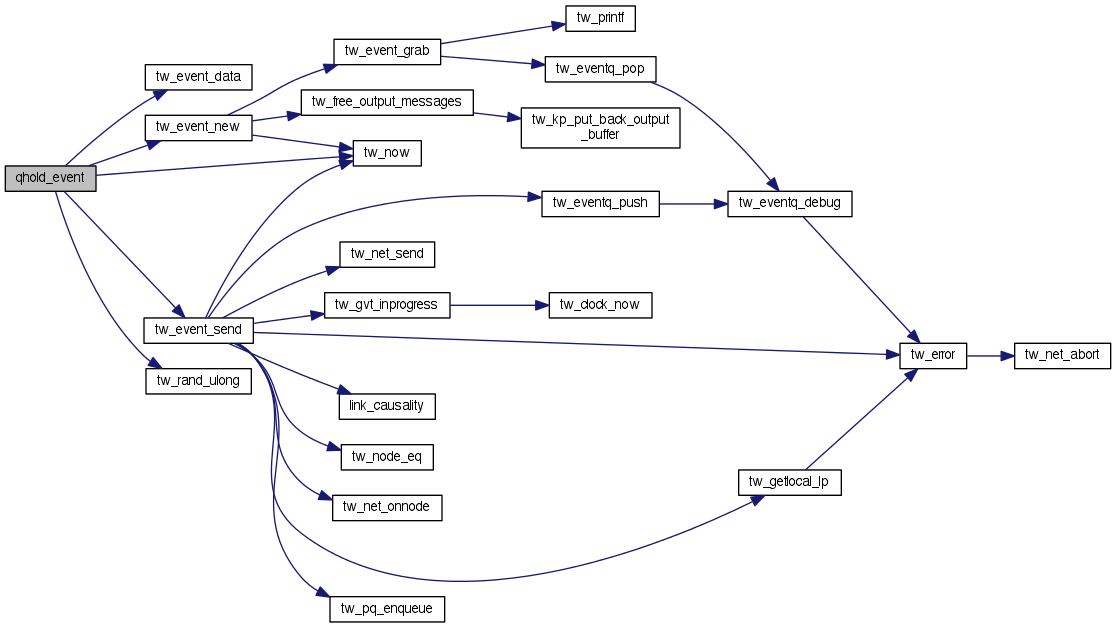 tw_printf
tw_event_grab
tw_eventq_pop
tw_event_data
tw_free_output_messages
tw_kp_put_back_output
_buffer
tw_event_new
tw_now
qhold_event
tw_eventq_push
tw_eventq_debug
tw_net_send
tw_gvt_inprogress
tw_clock_now
tw_event_send
tw_error
tw_net_abort
tw_rand_ulong
link_causality
tw_node_eq
tw_getlocal_lp
tw_net_onnode
tw_pq_enqueue